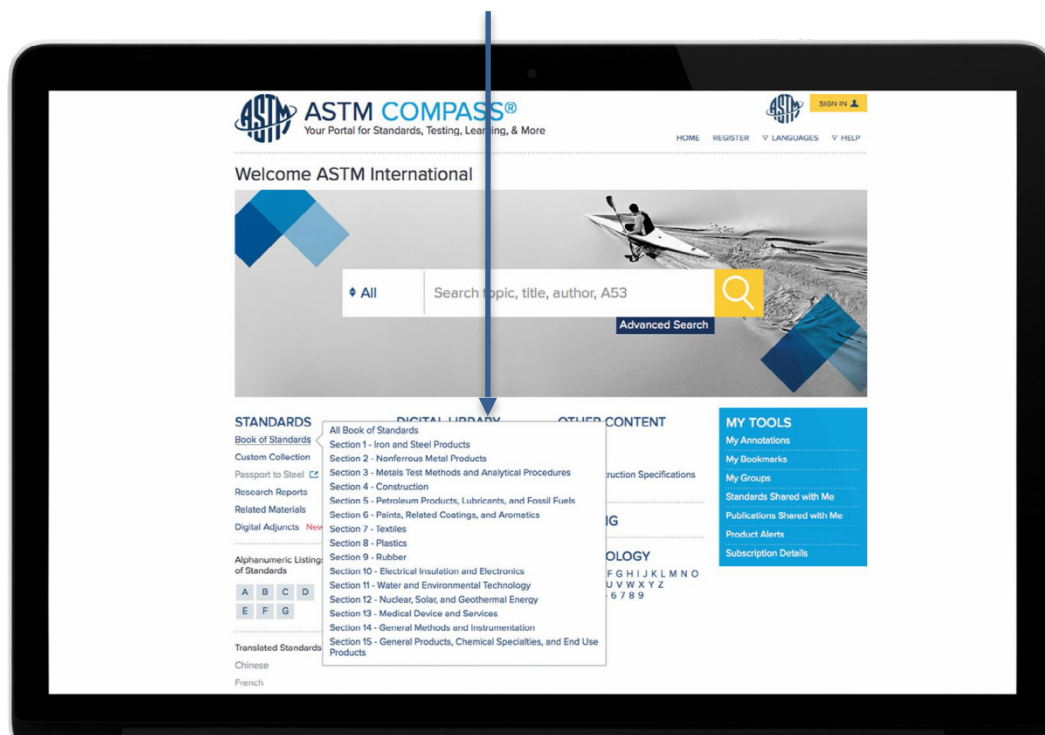 ASTM
ASTM COMPASS®
Your Portal for Standards, Testing, Learning, & More
ASTM
SIGN IN
HOME REGISTER ∨ LANGUAGES ∨ HELP
Welcome ASTM International
All
Search topic, title, author, A53
Advanced Search
STANDARDS
Book of Standards
Custom Collection
Passport to Steel
Research Reports
Related Materials
Digital Adjuncts New
Alphanumeric Listings
of Standards
A B C D
E F G
Translated Standards
Chinese
French
DIGITAL LIBRARY
All Book of Standards
Section 1 - Iron and Steel Products
Section 2 - Nonferrous Metal Products
Section 3 - Metals Test Methods and Analytical Procedures
Section 4 - Construction
Section 5 - Petroleum Products, Lubricants, and Fossil Fuels
Section 6 - Paints, Related Coatings, and Aromatics
Section 7 - Textiles
Section 8 - Plastics
Section 9 - Rubber
Section 10 - Electrical Insulation and Electronics
Section 11 - Water and Environmental Technology
Section 12 - Nuclear, Solar, and Geothermal Energy
Section 13 - Medical Device and Services
Section 14 - General Methods and Instrumentation
Section 15 - General Products, Chemical Specialties, and End Use
Products
OTHER CONTENT
ruction Specifications
NG
OLOGY
F G H I J K L M N O
U V W X Y Z
6 7 8 9
MY TOOLS
My Annotations
My Bookmarks
My Groups
Standards Shared with Me
Publications Shared with Me
Product Alerts
Subscription Details